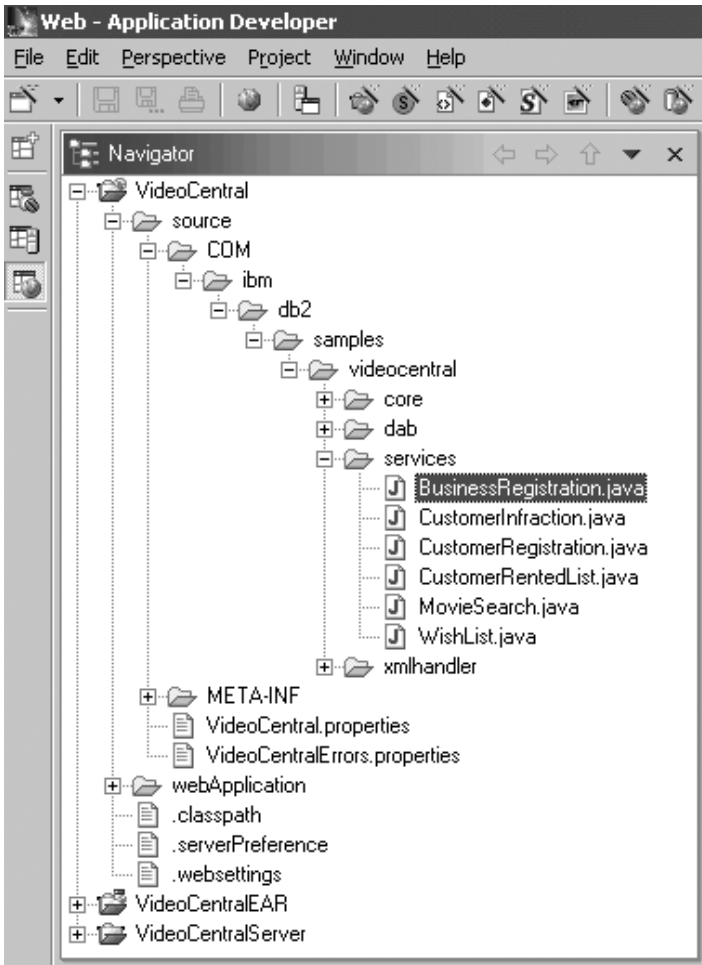 Web - Application Developer
File Edit Perspective Project Window Help
Navigator
VideoCentral
source
COM
ibm
db2
samples
videocentral
core
dab
services
BusinessRegistration.java
CustomerInfraction.java
CustomerRegistration.java
CustomerRentedList.java
MovieSearch.java
WishList.java
xmlhandler
META-INF
VideoCentral.properties
VideoCentralErrors.properties
webApplication
.classpath
.serverPreference
.websettings
VideoCentralEAR
VideoCentralServer